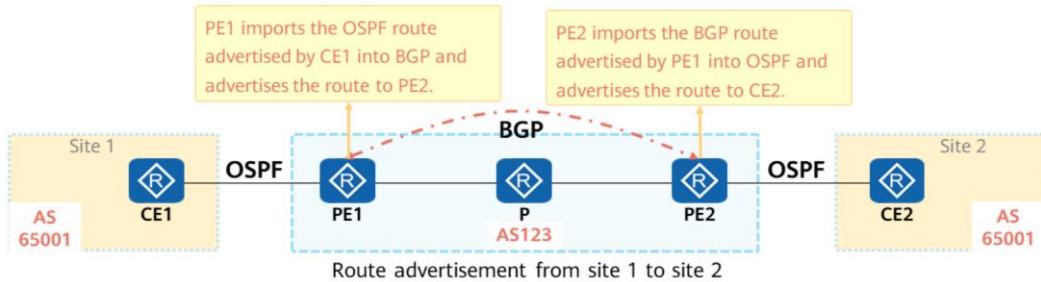 PE1 imports the OSPF route
advertised by CE1 into BGP and
advertises the route to PE2.
PE2 imports the BGP route
advertised by PE1 into OSPF and
advertises the route to CE2.
BGP
Site 1
Site 2
OSPF
OSPF
R
R
R
R
R
CE1
PE1
P
PE2
CE2
AS
65001
AS123
AS
65001
Route advertisement from site 1 to site 2